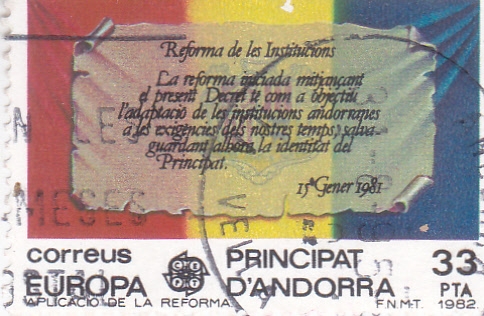 Reforma de les Institucions
La reforma iniciada mitjançant
el present Decret té com a objectiu
l'adaptació de les institucions andorranes
a les exigències dels nostres temps, salva-
guardant alhora, la identitat del
Principat.
15 Gener 1981
MESES
correus
EUROPA
CEPT
PRINCIPAT
D'ANDORRA
33
PTA
APLICACIÓ DE LA REFORMA
F.N.M.T. 1982